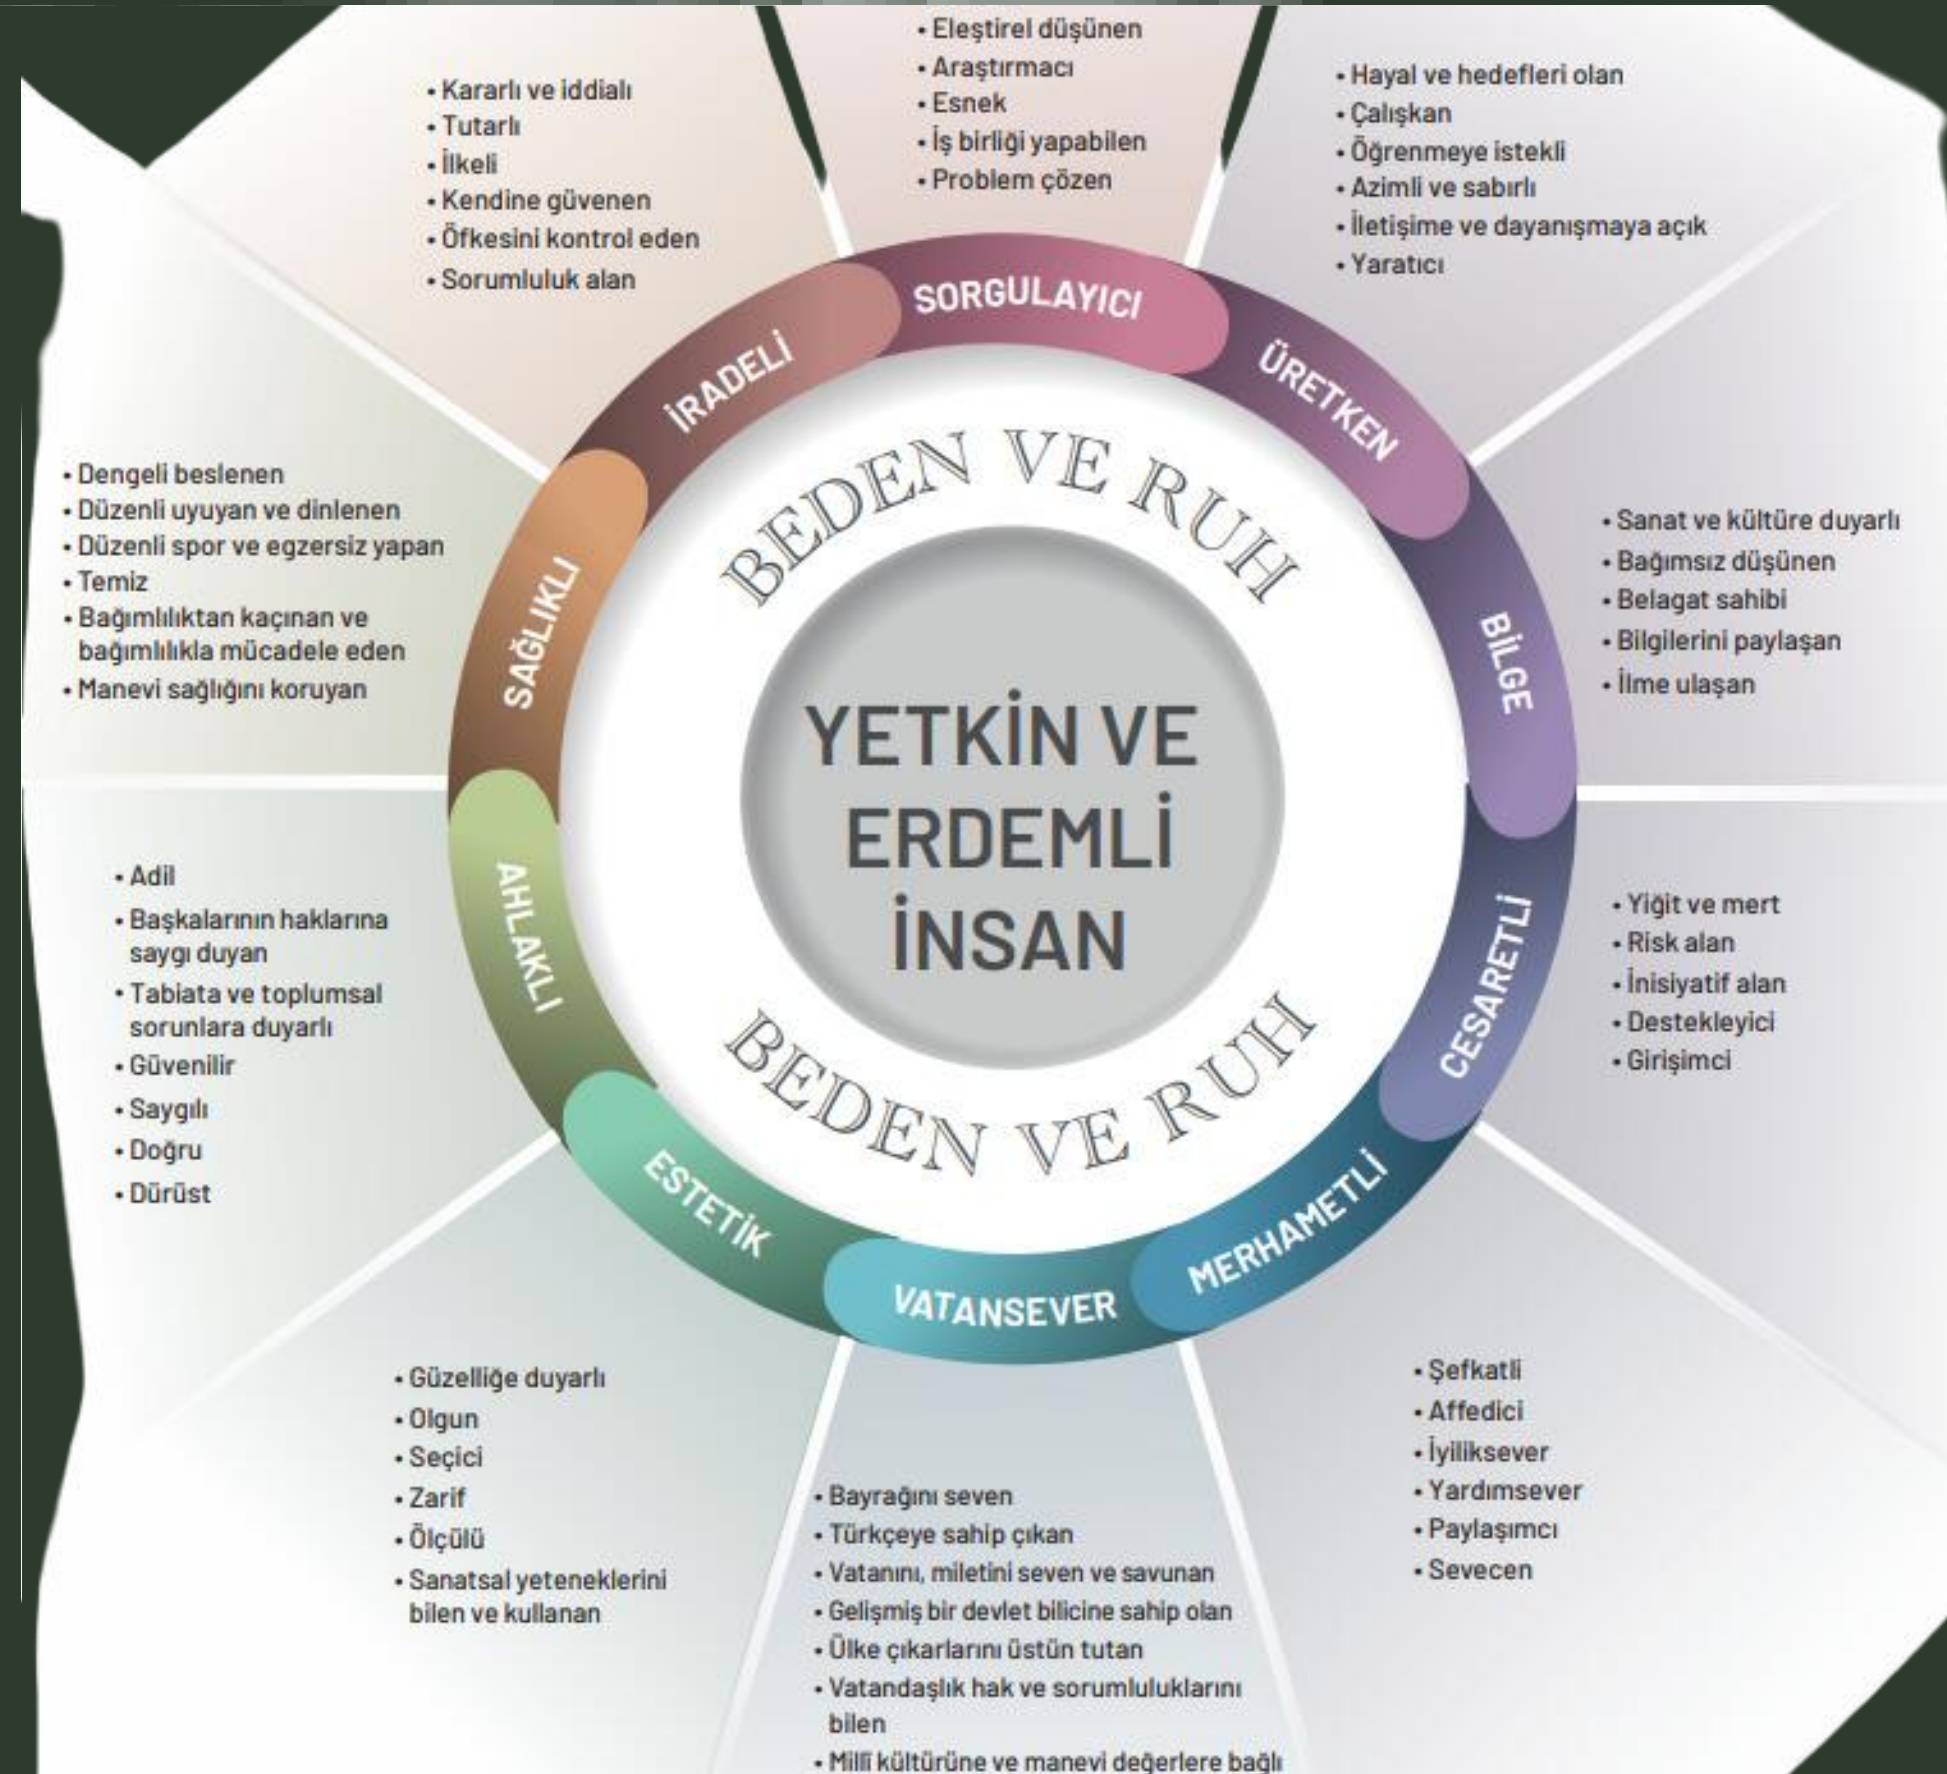 • Eleştirel düşünen
• Araştırmacı
• Esnek
• İş birliği yapabilen
• Problem çözen
• Kararlı ve iddialı
• Tutarlı
• İlkeli
• Kendine güvenen
• Öfkesini kontrol eden
• Sorumluluk alan
• Hayal ve hedefleri olan
• Çalışkan
• Öğrenmeye istekli
• Azimli ve sabırlı
• İletişime ve dayanışmaya açık
• Yaratıcı
SORGULAYICI
İRADELİ
ÜRETKEN
BEDEN VE RUH
• Dengeli beslenen
• Düzenli uyuyan ve dinlenen
• Düzenli spor ve egzersiz yapan
• Temiz
• Bağımlılıktan kaçınan ve
bağımlılıkla mücadele eden
• Manevi sağlığını koruyan
SAĞLIKLI
BİLGE
• Sanat ve kültüre duyarlı
• Bağımsız düşünen
• Belagat sahibi
• Bilgilerini paylaşan
• İlme ulaşan
YETKİN VE
ERDEMLİ
İNSAN
• Adil
• Başkalarının haklarına
saygı duyan
• Tabiata ve toplumsal
sorunlara duyarlı
• Güvenilir
• Saygılı
• Doğru
• Dürüst
AHLAKLI
CESARETLİ
• Yiğit ve mert
• Risk alan
• İnisiyatif alan
• Destekleyici
• Girişimci
BEDEN VE RUH
ESTETİK
VATANSEVER
MERHAMETLİ
• Güzelliğe duyarlı
• Olgun
• Seçici
• Zarif
• Ölçülü
• Sanatsal yeteneklerini
bilen ve kullanan
• Bayrağını seven
• Türkçeye sahip çıkan
• Vatanını, miletini seven ve savunan
• Gelişmiş bir devlet bilicine sahip olan
• Ülke çıkarlarını üstün tutan
• Vatandaşlık hak ve sorumluluklarını
bilen
• Millî kültürüne ve manevi değerlere bağlı
• Şefkatli
• Affedici
• İyiliksever
• Yardımsever
• Paylaşımcı
• Sevecen